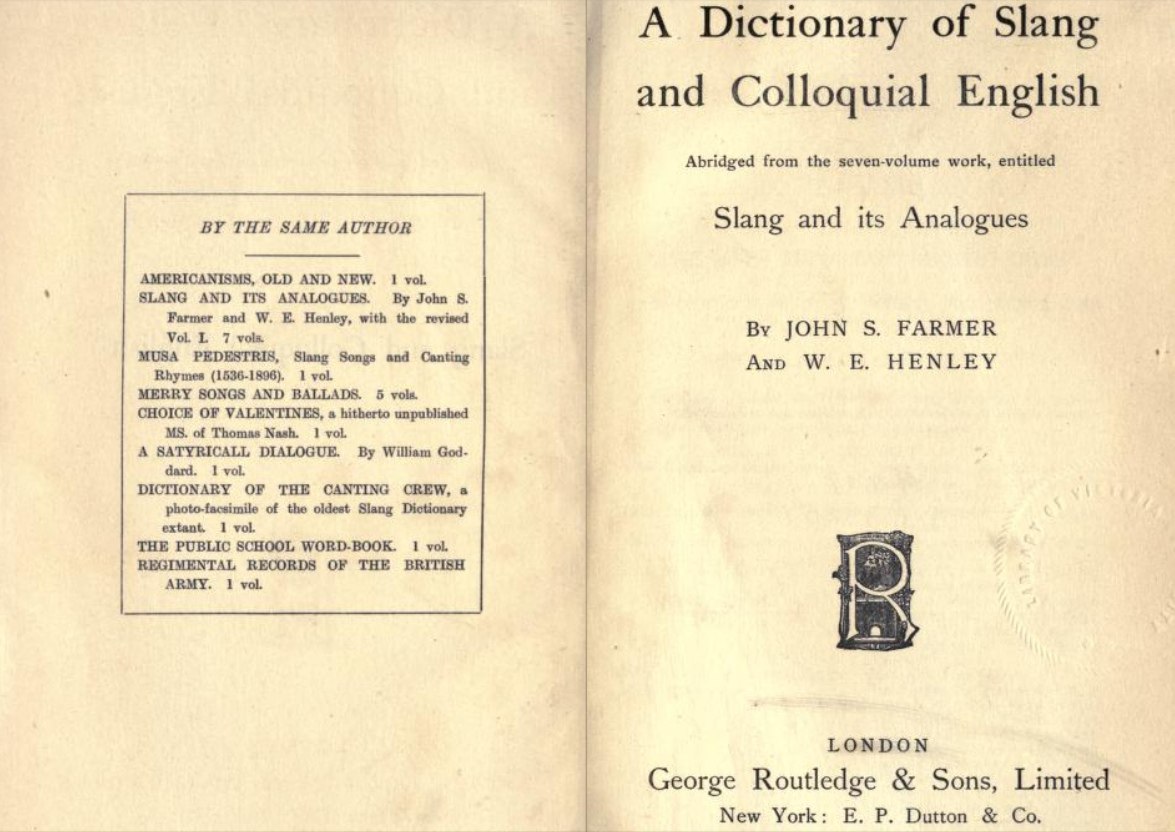 BY THE SAME AUTHOR
AMERICANISMS, OLD AND NEW. 1 vol.
SLANG AND ITS ANALOGUES. By John S.
Farmer and W. E. Henley, with the revised
Vol. I. 7 vols.
MUSA PEDESTRIS, Slang Songs and Canting
Rhymes (1536-1896). 1 vol.
MERRY SONGS AND BALLADS. 5 vols.
CHOICE OF VALENTINES, a hitherto unpublished
MS. of Thomas Nash. 1 vol.
A SATYRICALL DIALOGUE. By William God-
dard. 1 vol.
DICTIONARY OF THE CANTING CREW, a
photo-facsimile of the oldest Slang Dictionary
extant. 1 vol.
THE PUBLIC SCHOOL WORD-BOOK. 1 vol.
REGIMENTAL RECORDS OF THE BRITISH
ARMY. 1 vol.
A Dictionary of Slang
and Colloquial English
Abridged from the seven-volume work, entitled
Slang and its Analogues
By JOHN S. FARMER
And W. E. HENLEY
R
LONDON
George Routledge & Sons, Limited
New York: E. P. Dutton & Co.